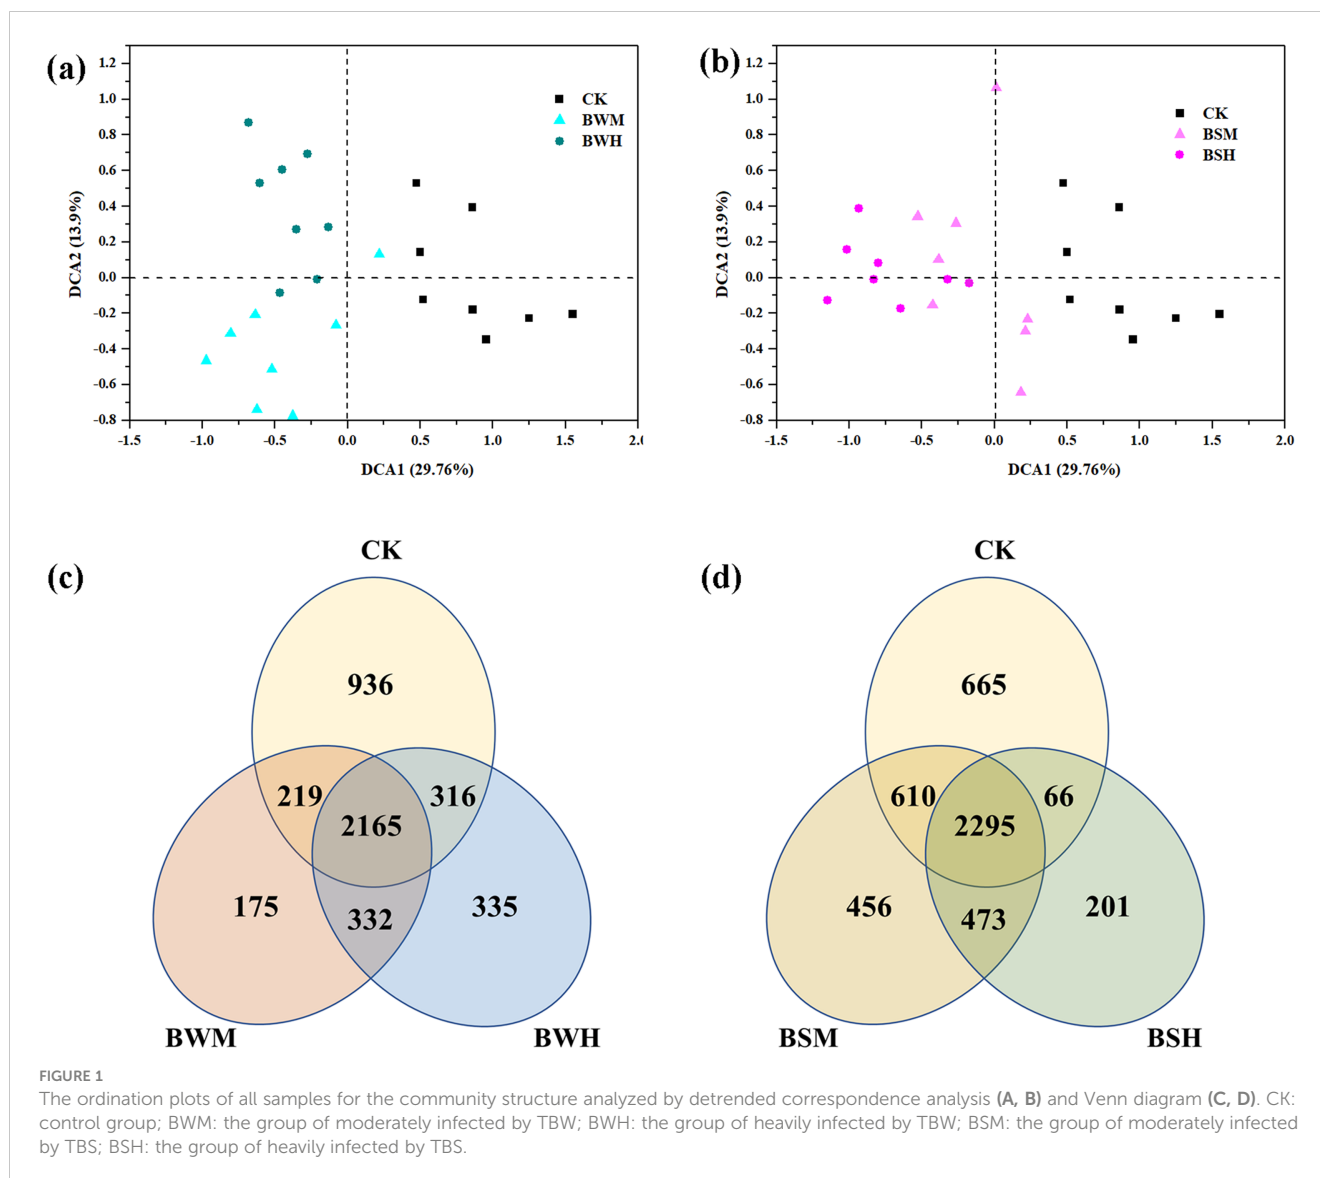 (a)
1.2
1.0
0.8
0.6
0.4
0.2
0.0
-0.2
-0.4
-0.6
-0.8
DCA2 (13.9%)
-1.5 -1.0 -0.5 0.0 0.5 1.0 1.5 2.0
DCA1 (29.76%)
CK
BWM
BWH
(b)
1.2
1.0
0.8
0.6
0.4
0.2
0.0
-0.2
-0.4
-0.6
-0.8
DCA2 (13.9%)
-1.5 -1.0 -0.5 0.0 0.5 1.0 1.5 2.0
DCA1 (29.76%)
CK
BSM
BSH
(c)
CK
936
219
316
2165
175
332
335
BWM
BWH
(d)
CK
665
610
66
2295
456
473
201
BSM
BSH
FIGURE 1
The ordination plots of all samples for the community structure analyzed by detrended correspondence analysis (A, B) and Venn diagram (C, D). CK:
control group; BWM: the group of moderately infected by TBW; BWH: the group of heavily infected by TBW; BSM: the group of moderately infected
by TBS; BSH: the group of heavily infected by TBS.